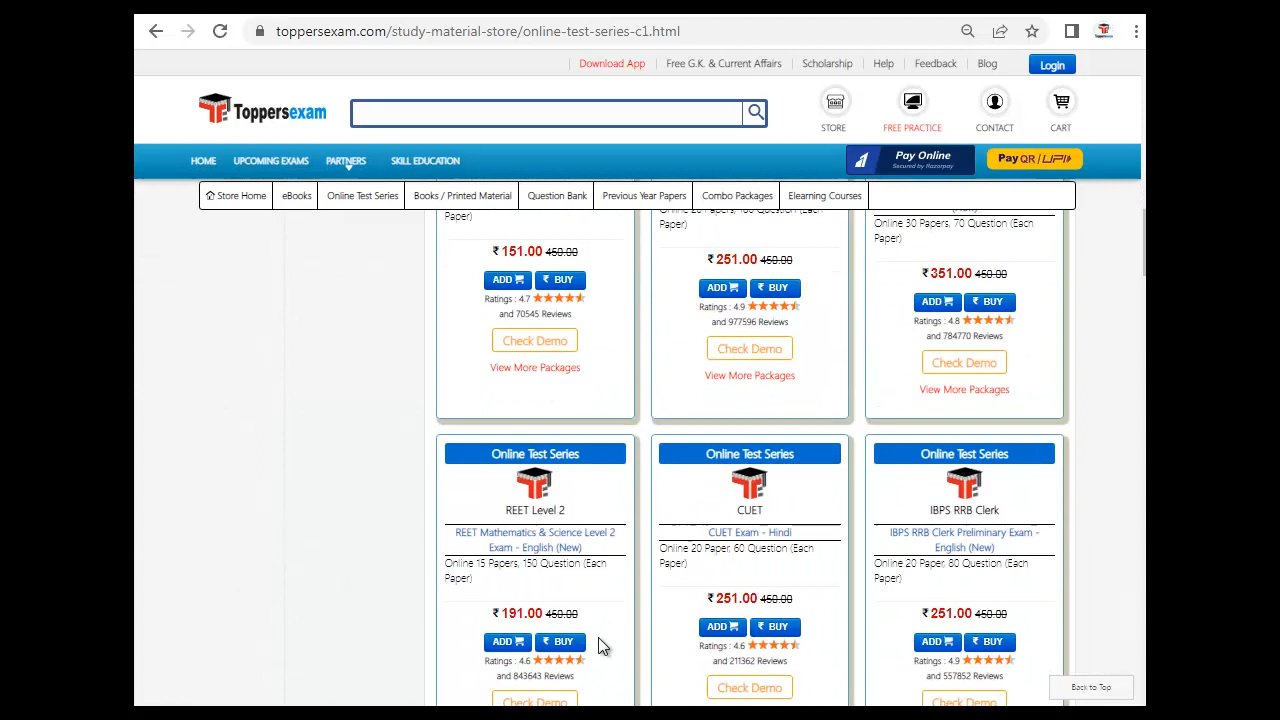 toppersexam.com/study-material-store/online-test-series-c1.html
Download App
Free G.K. & Current Affairs
Scholarship
Help
Feedback
Blog
Login
Toppersexam
STORE
FREE PRACTICE
CONTACT
CART
HOME
UPCOMING EXAMS
PARTNERS
SKILL EDUCATION
Pay Online
Secured by Razorpay
Pay QR/UPI
Store Home
eBooks
Online Test Series
Books / Printed Material
Question Bank
Previous Year Papers
Combo Packages
Elearning Courses
Paper)
₹ 151.00 450.00
ADD
₹ BUY
Ratings : 4.7
and 70545 Reviews
Check Demo
View More Packages
Paper)
₹ 251.00 450.00
ADD
₹ BUY
Ratings : 4.9
and 977596 Reviews
Check Demo
View More Packages
Online 30 Papers, 70 Question (Each
Paper)
₹ 351.00 450.00
ADD
₹ BUY
Ratings : 4.8
and 784770 Reviews
Check Demo
View More Packages
Online Test Series
REET Level 2
REET Mathematics & Science Level 2
Exam - English (New)
Online 15 Papers, 150 Question (Each
Paper)
₹ 191.00 450.00
ADD
₹ BUY
Ratings : 4.6
and 843643 Reviews
Check Demo
Online Test Series
CUET
CUET Exam - Hindi
Online 20 Paper, 60 Question (Each
Paper)
₹ 251.00 450.00
ADD
₹ BUY
Ratings : 4.6
and 211362 Reviews
Check Demo
Online Test Series
IBPS RRB Clerk
IBPS RRB Clerk Preliminary Exam -
English (New)
Online 20 Paper, 80 Question (Each
Paper)
₹ 251.00 450.00
ADD
₹ BUY
Ratings : 4.9
and 557852 Reviews
Check Demo
Back to Top